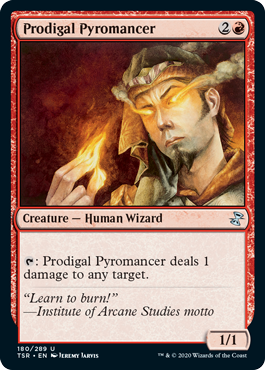 Prodigal Pyromancer 2
Creature — Human Wizard
: Prodigal Pyromancer deals 1
damage to any target.
“Learn to burn!”
—Institute of Arcane Studies motto
1/1
180/289 U
TSR • EN Jeremy Jarvis
™ & © 2020 Wizards of the Coast